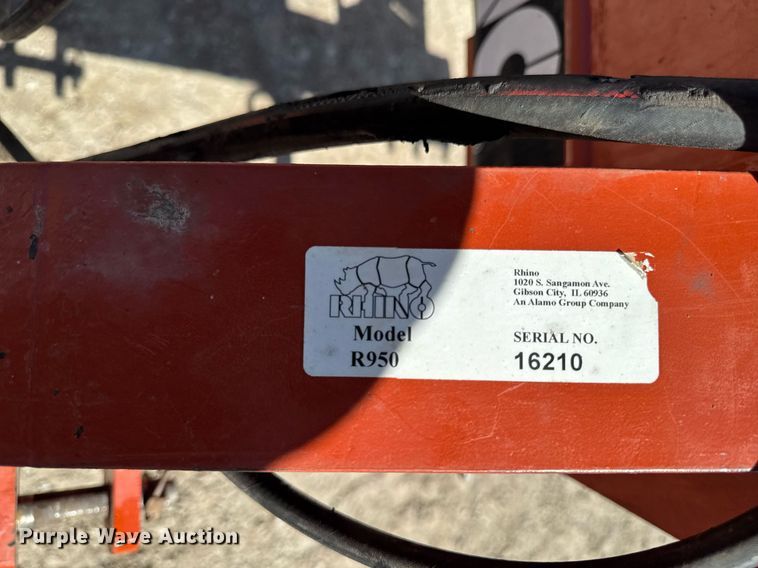 RHINO
Model
R950
Rhino
1020 S. Sangamon Ave.
Gibson City, IL 60936
An Alamo Group Company
SERIAL NO.
16210
Purple Wave Auction